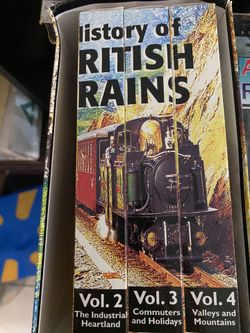 listory of
RITISH
RAINS
Vol. 2
The Industrial
Heartland
Vol. 3
Commuters
and Holidays
Vol. 4
Valleys and
Mountains